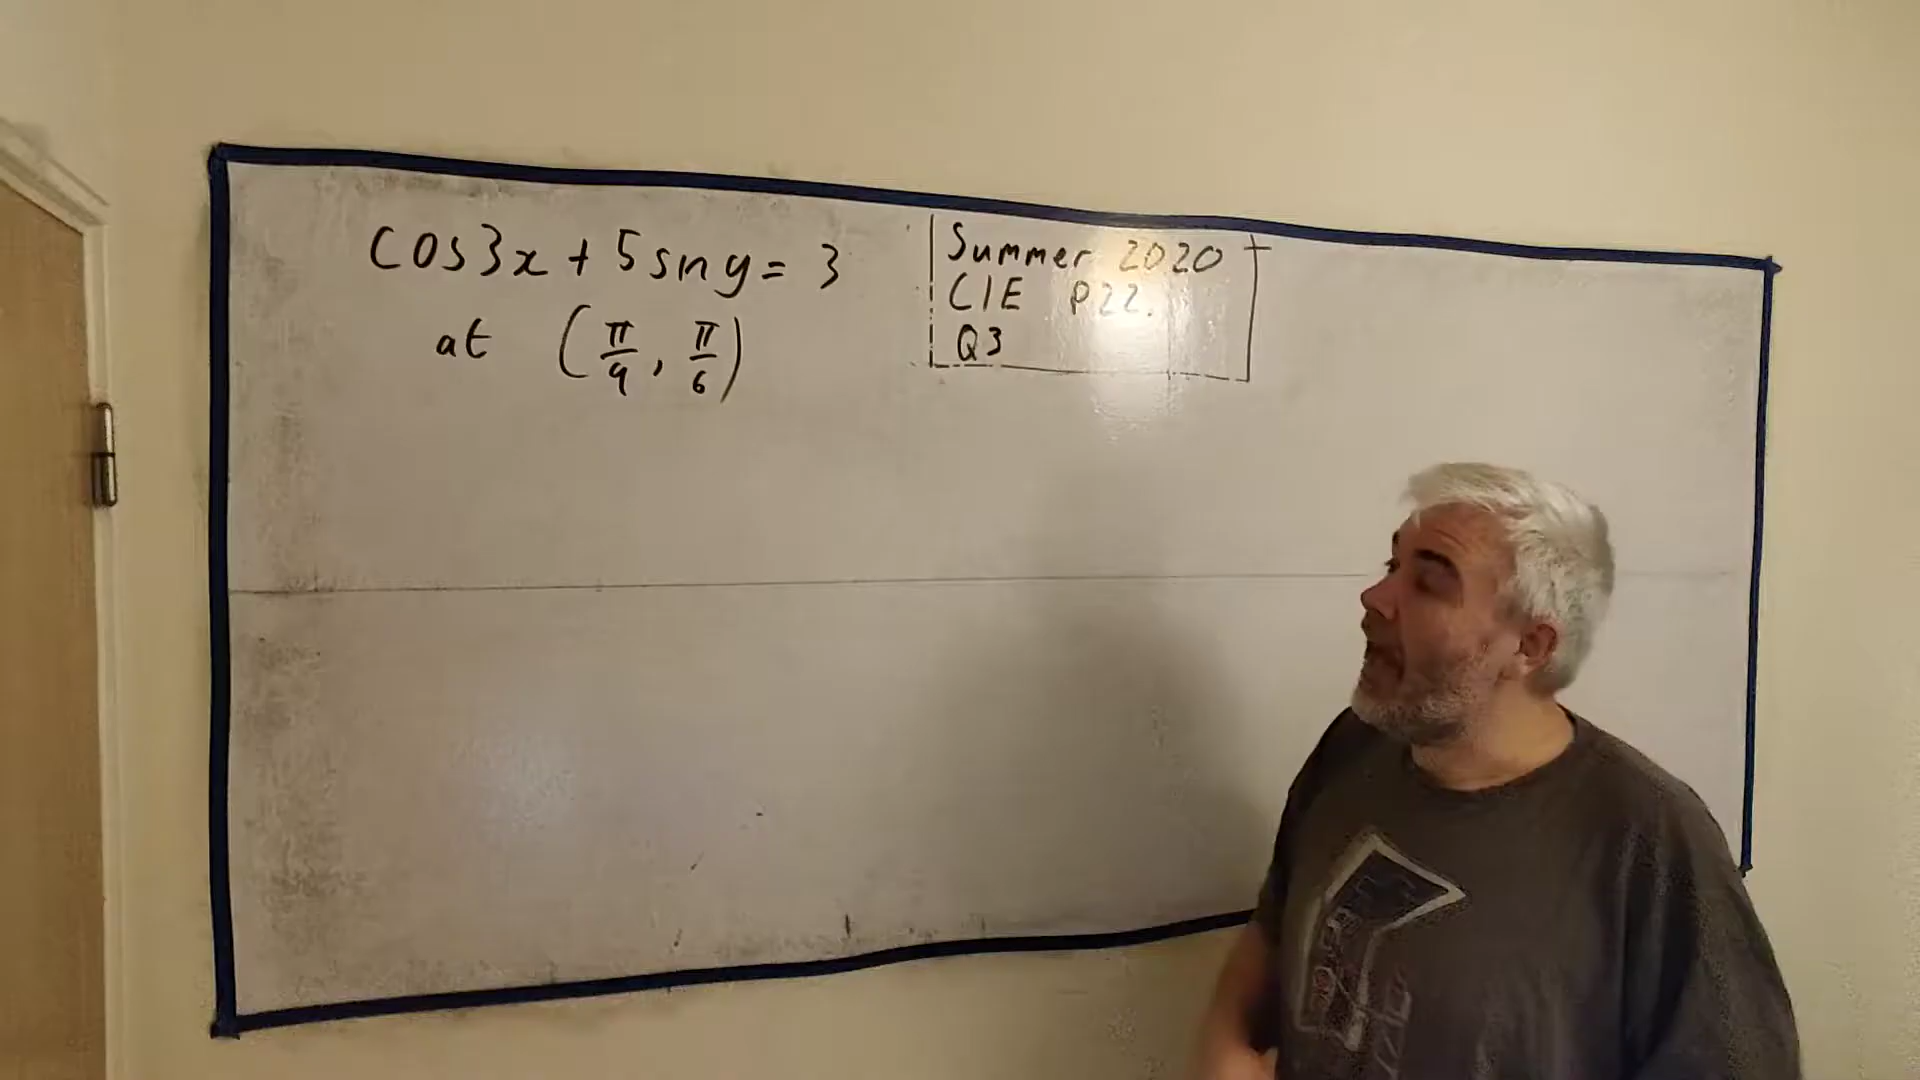 cos3x + 5siny = 3
at (π/9, π/6)
Summer 2020
CIE P22.
Q3